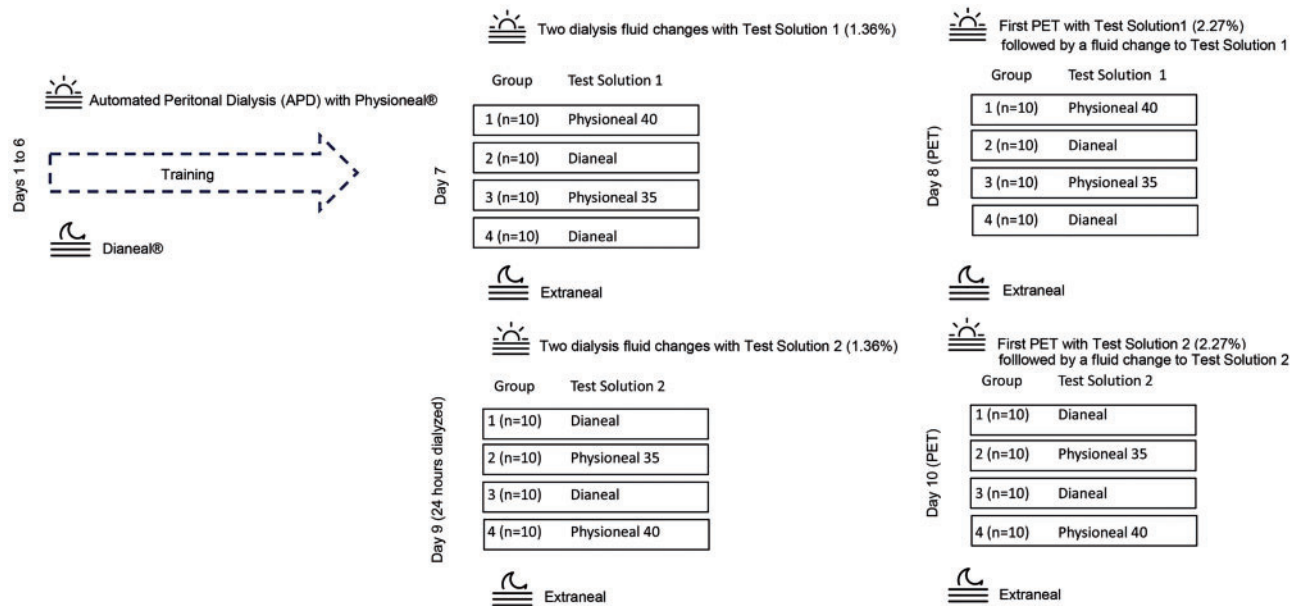 Days 1 to 6
Automated Peritonal Dialysis (APD) with Physioneal®
Training
Dianeal®
Day 7
Two dialysis fluid changes with Test Solution 1 (1.36%)
Group Test Solution 1
1 (n=10) Physioneal 40
2 (n=10) Dianeal
3 (n=10) Physioneal 35
4 (n=10) Dianeal
Extraneal
Day 8 (PET)
First PET with Test Solution1 (2.27%)
followed by a fluid change to Test Solution 1
Group Test Solution 1
1 (n=10) Physioneal 40
2 (n=10) Dianeal
3 (n=10) Physioneal 35
4 (n=10) Dianeal
Extraneal
Day 9 (24 hours dialyzed)
Two dialysis fluid changes with Test Solution 2 (1.36%)
Group Test Solution 2
1 (n=10) Dianeal
2 (n=10) Physioneal 35
3 (n=10) Dianeal
4 (n=10) Physioneal 40
Extraneal
Day 10 (PET)
First PET with Test Solution 2 (2.27%)
folllowed by a fluid change to Test Solution 2
Group Test Solution 2
1 (n=10) Dianeal
2 (n=10) Physioneal 35
3 (n=10) Dianeal
4 (n=10) Physioneal 40
Extraneal